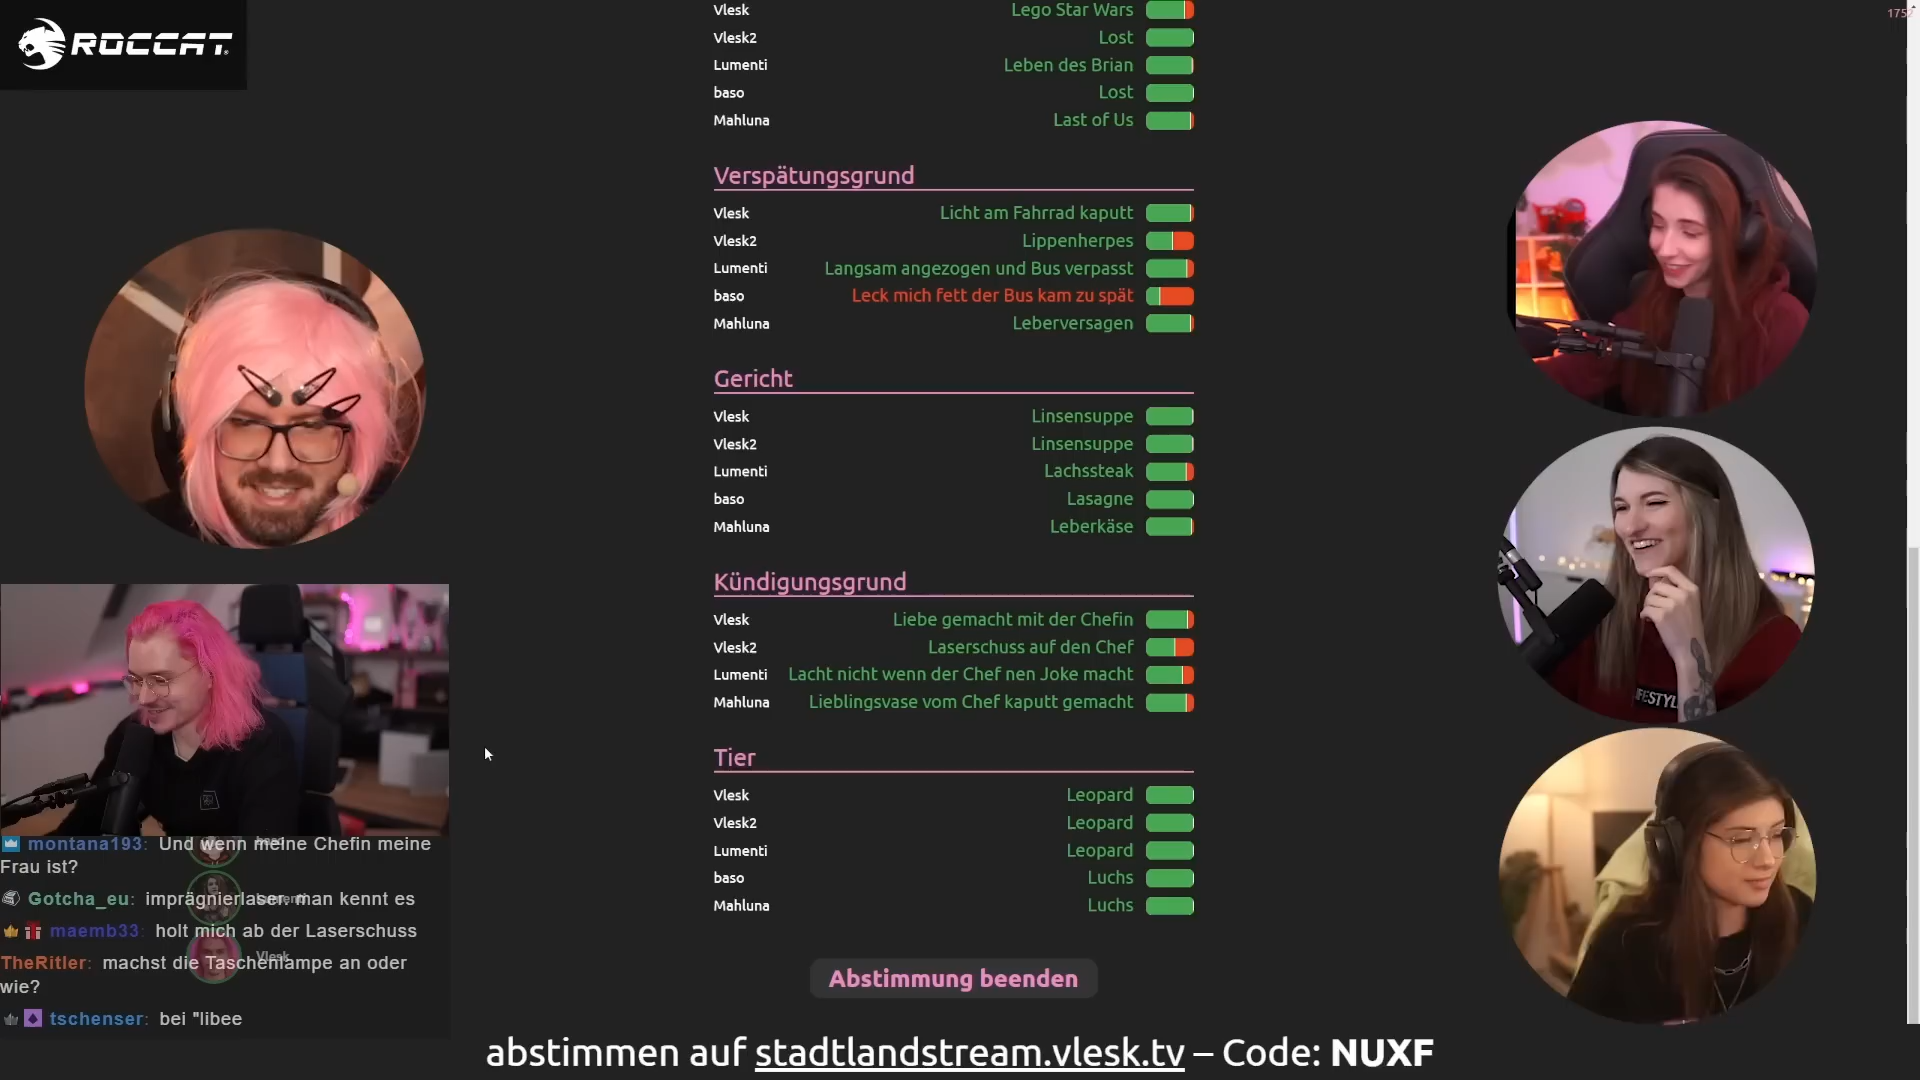 ROCCAT
1752
Vlesk Lego Star Wars
Vlesk2 Lost
Lumenti Leben des Brian
baso Lost
Mahluna Last of Us
Verspätungsgrund
Vlesk Licht am Fahrrad kaputt
Vlesk2 Lippenherpes
Lumenti Langsam angezogen und Bus verpasst
baso Leck mich fett der Bus kam zu spät
Mahluna Leberversagen
Gericht
Vlesk Linsensuppe
Vlesk2 Linsensuppe
Lumenti Lachssteak
baso Lasagne
Mahluna Leberkäse
Kündigungsgrund
Vlesk Liebe gemacht mit der Chefin
Vlesk2 Laserschuss auf den Chef
Lumenti Lacht nicht wenn der Chef nen Joke macht
Mahluna Lieblingsvase vom Chef kaputt gemacht
Tier
Vlesk Leopard
Vlesk2 Leopard
Lumenti Leopard
baso Luchs
Mahluna Luchs
Abstimmung beenden
montana193: Und wenn meine Chefin meine
Frau ist?
Gotcha_eu: imprägnierlaser man kennt es
maemb33: holt mich ab der Laserschuss
TheRitler: machst die Taschenlampe an oder
wie?
tschenser: bei "libee
baso
Lumenti
Vlesk
abstimmen auf stadtlandstream.vlesk.tv – Code: NUXF